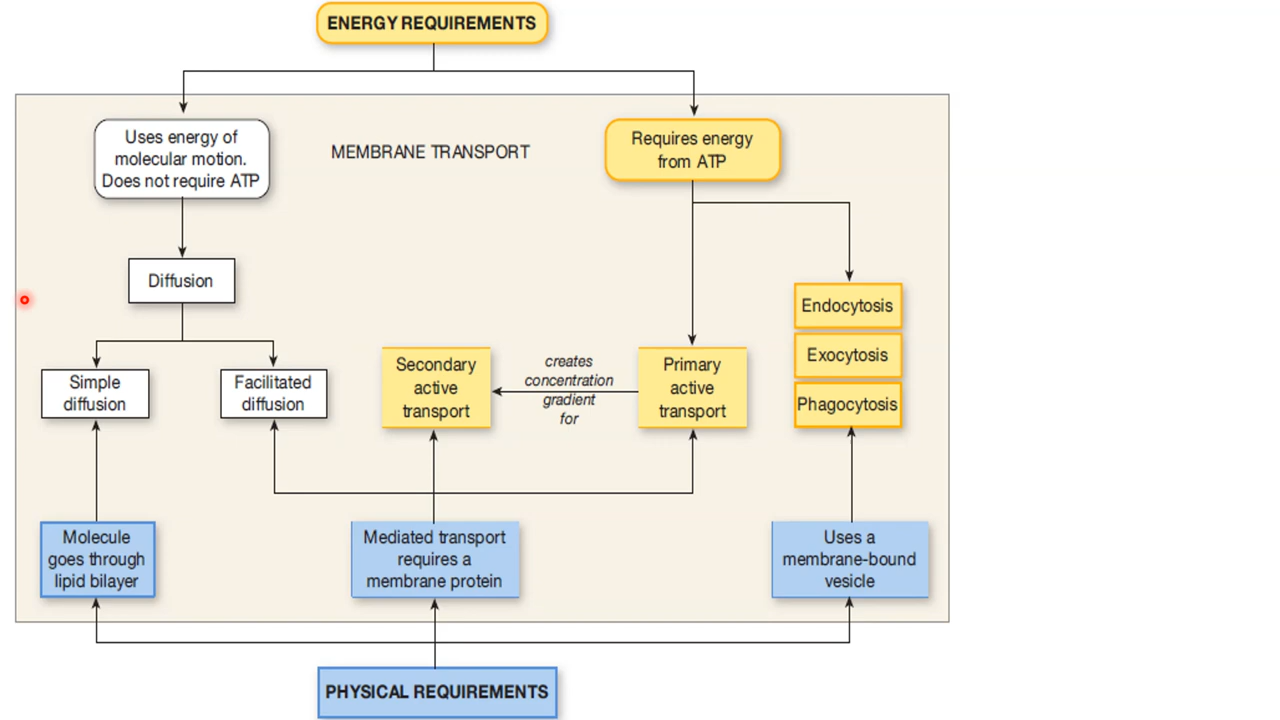 ENERGY REQUIREMENTS
Uses energy of
molecular motion.
Does not require ATP
MEMBRANE TRANSPORT
Requires energy
from ATP
Diffusion
Endocytosis
Exocytosis
Phagocytosis
Simple
diffusion
Facilitated
diffusion
Secondary
active
transport
creates
concentration
gradient
for
Primary
active
transport
Molecule
goes through
lipid bilayer
Mediated transport
requires a
membrane protein
Uses a
membrane-bound
vesicle
PHYSICAL REQUIREMENTS